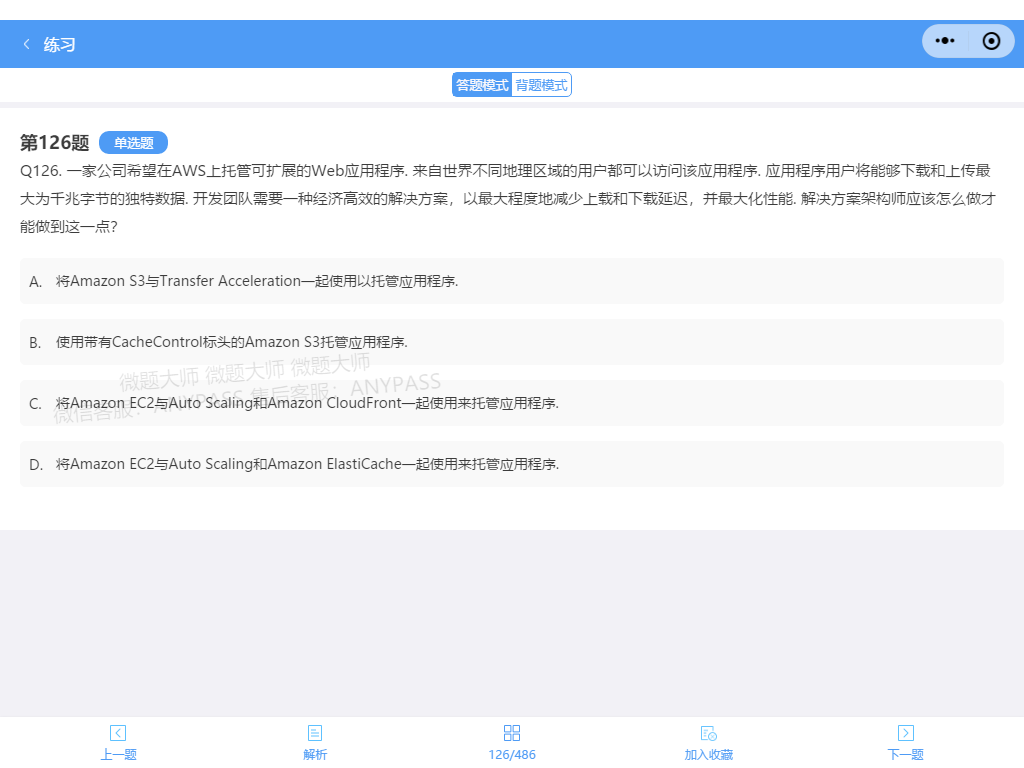 练习
答题模式 背题模式
第126题 单选题
Q126. 一家公司希望在AWS上托管可扩展的Web应用程序. 来自世界不同地理区域的用户都可以访问该应用程序. 应用程序用户将能够下载和上传最
大为千兆字节的独特数据. 开发团队需要一种经济高效的解决方案，以最大程度地减少上载和下载延迟，并最大化性能. 解决方案架构师应该怎么做才
能做到这一点？
A. 将Amazon S3与Transfer Acceleration一起使用以托管应用程序.
B. 使用带有CacheControl标头的Amazon S3托管应用程序.
微题大师 微题大师 微题大师
微信客服：ANYPASS 售后客服：ANYPASS
C. 将Amazon EC2与Auto Scaling和Amazon CloudFront一起使用来托管应用程序.
D. 将Amazon EC2与Auto Scaling和Amazon ElastiCache一起使用来托管应用程序.
上一题 解析 126/486 加入收藏 下一题